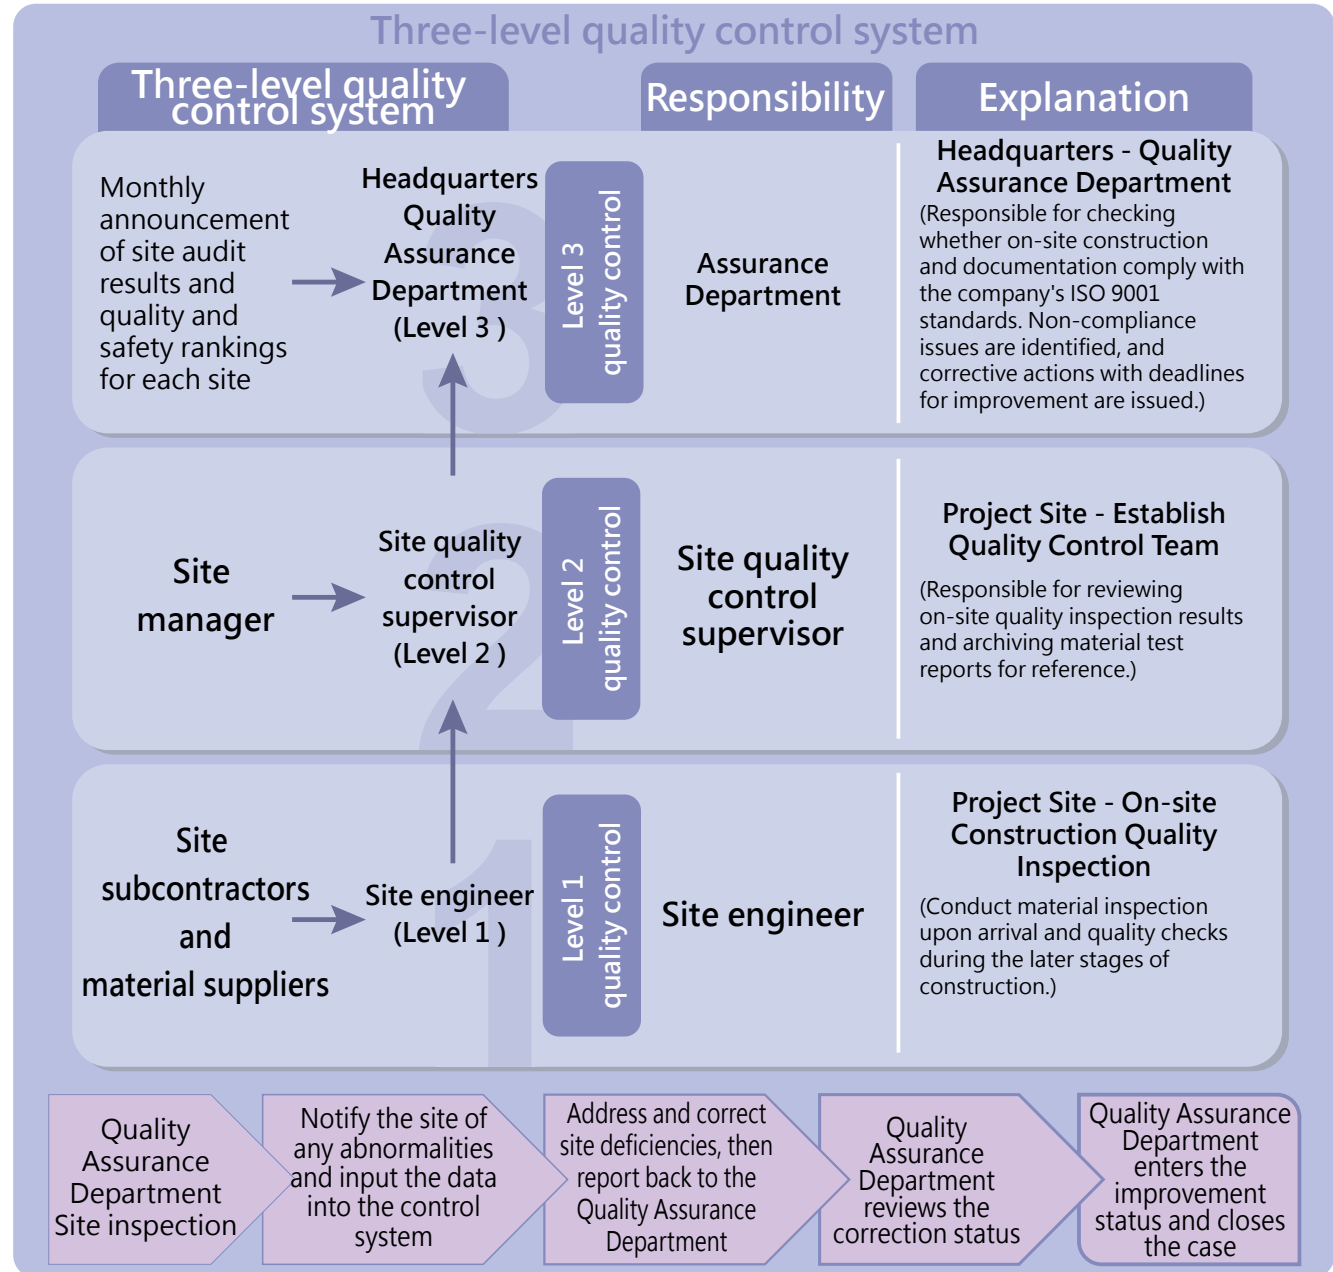 Three-level quality control system
Three-level quality
control system
Responsibility
Explanation
Monthly
announcement
of site audit
results and
quality and
safety rankings
for each site
Headquarters
Quality
Assurance
Department
(Level 3 )
3
Level 3
quality control
Assurance
Department
Headquarters - Quality
Assurance Department
(Responsible for checking
whether on-site construction
and documentation comply with
the company's ISO 9001
standards. Non-compliance
issues are identified, and
corrective actions with deadlines
for improvement are issued.)
Site
manager
Site quality
control
supervisor
(Level 2 )
2
Level 2
quality control
Site quality
control
supervisor
Project Site - Establish
Quality Control Team
(Responsible for reviewing
on-site quality inspection results
and archiving material test
reports for reference.)
Site
subcontractors
and
material suppliers
Site engineer
(Level 1 )
1
Level 1
quality control
Site engineer
Project Site - On-site
Construction Quality
Inspection
(Conduct material inspection
upon arrival and quality checks
during the later stages of
construction.)
Quality
Assurance
Department
Site inspection
Notify the site of
any abnormalities
and input the data
into the control
system
Address and correct
site deficiencies, then
report back to the
Quality Assurance
Department
Quality
Assurance
Department
reviews the
correction status
Quality Assurance
Department
enters the
improvement
status and closes
the case